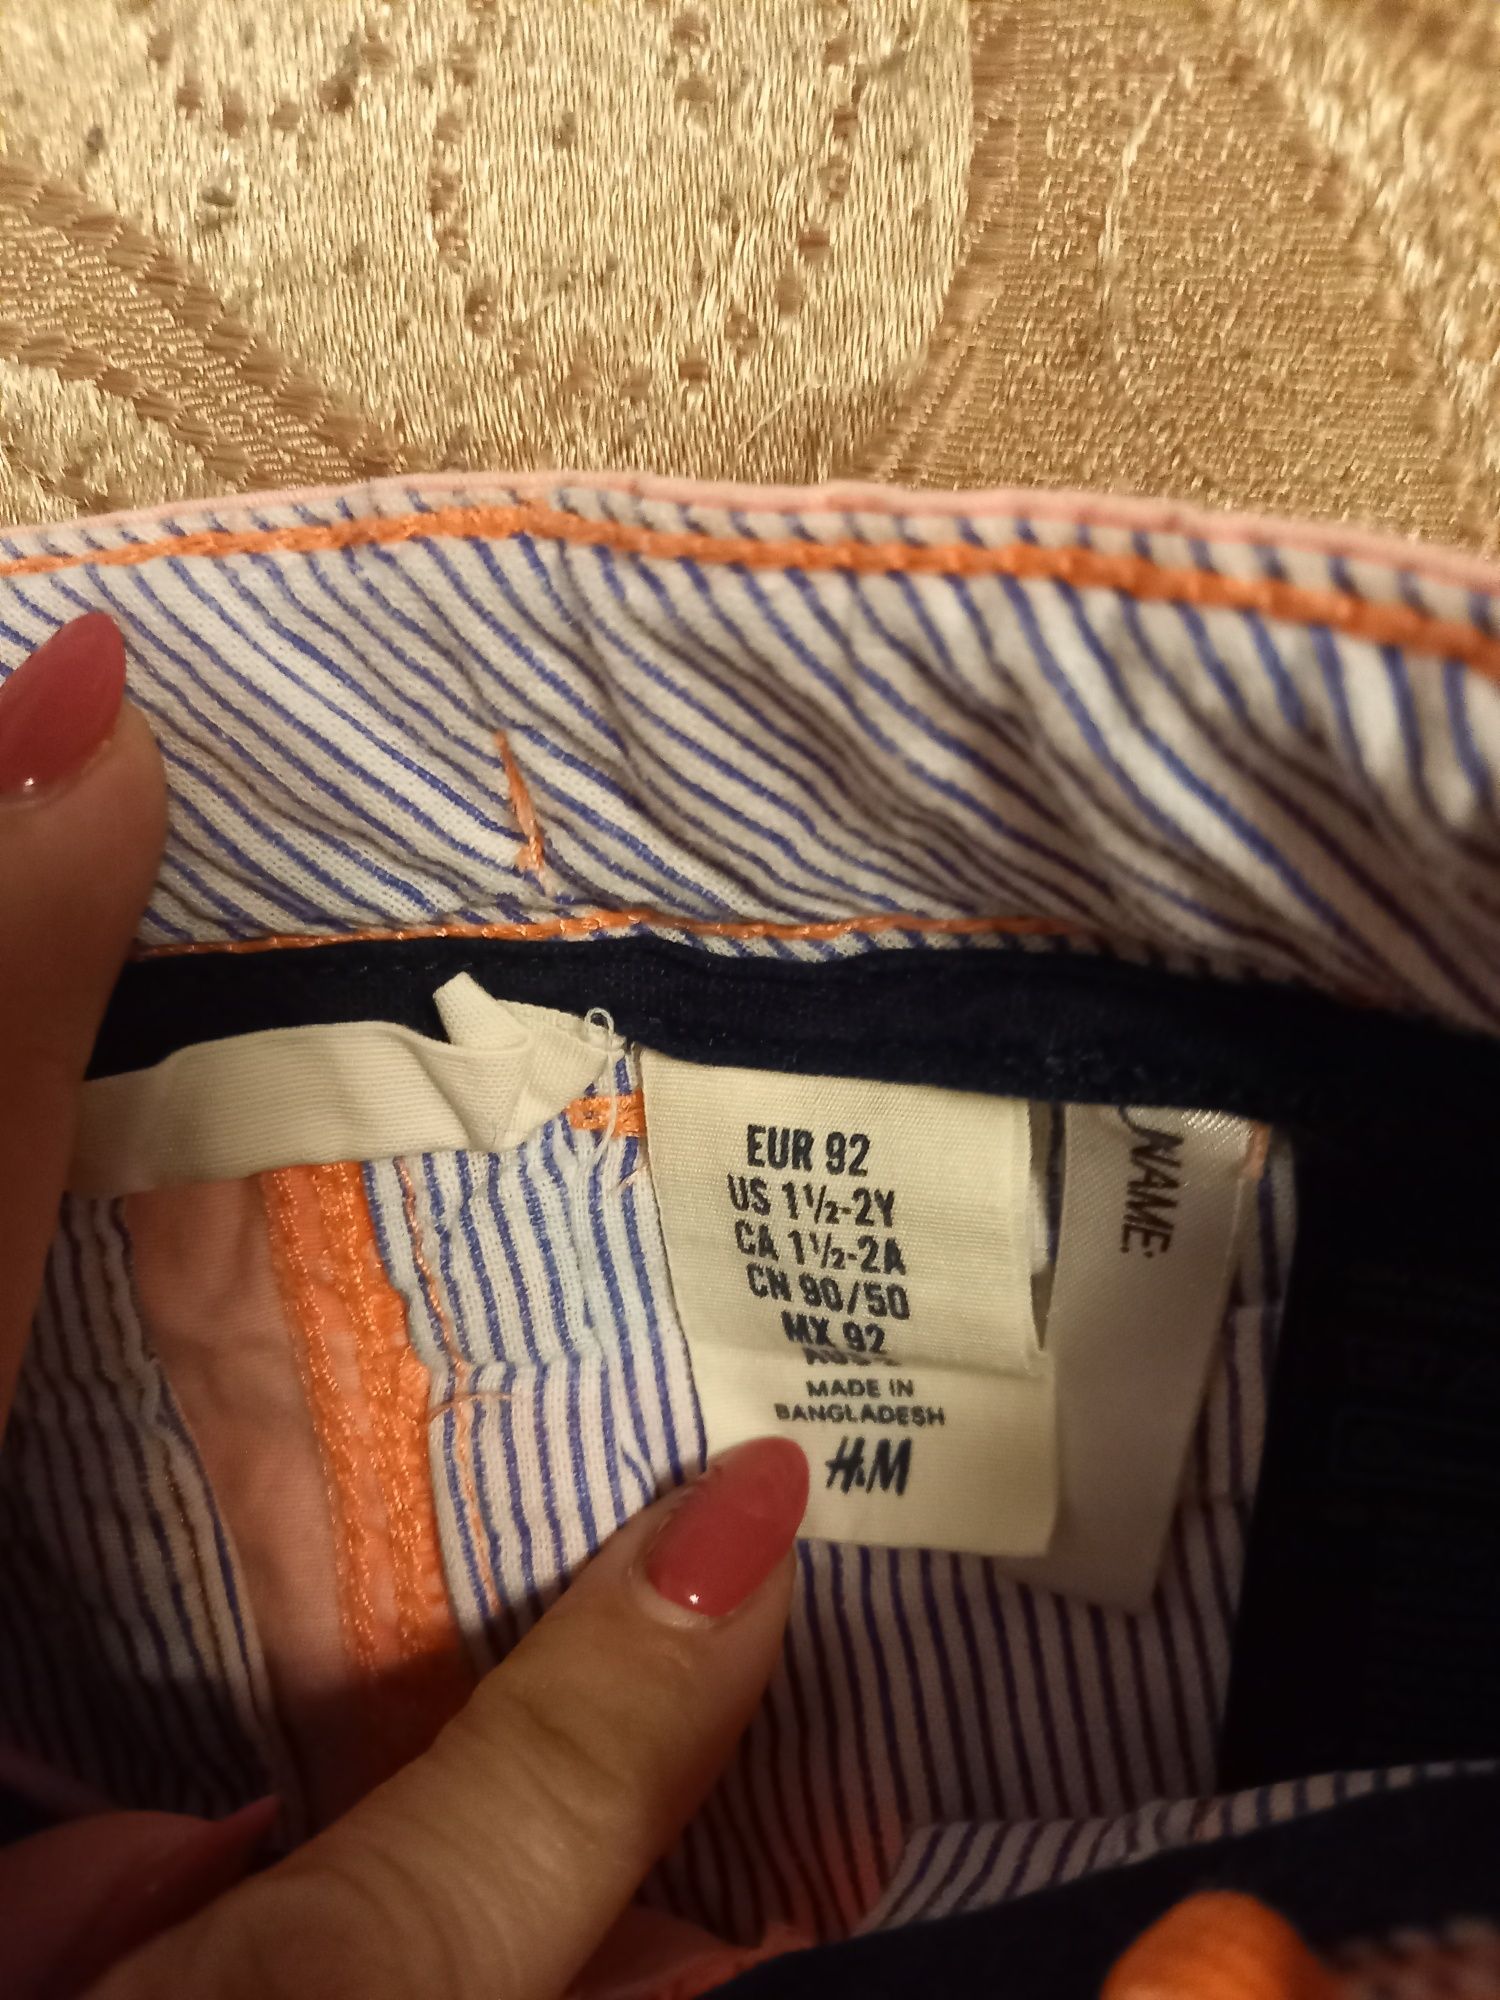 EUR 92
US 1½-2Y
CA 1½-2A
CN 90/50
MX 92
MADE IN
BANGLADESH
H&M
NAME: